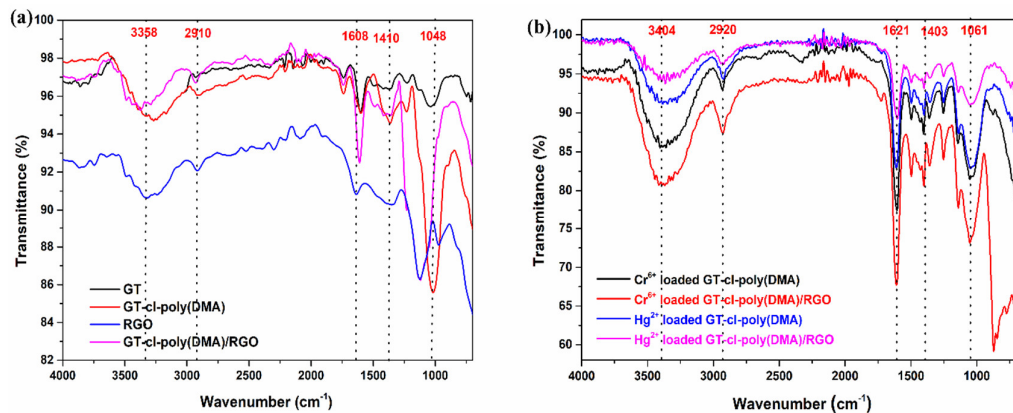 (a)
3358 2910 1608 1410 1048
100
98
96
94
92
90
88
86
84
82
Transmittance (%)
GT
GT-cl-poly(DMA)
RGO
GT-cl-poly(DMA)/RGO
4000 3500 3000 2500 2000 1500 1000
Wavenumber (cm⁻¹)
(b)
3404 2920 1621 1403 1061
100
95
90
85
80
75
70
65
60
Transmittance (%)
Cr⁶⁺ loaded GT-cl-poly(DMA)
Cr⁶⁺ loaded GT-cl-poly(DMA)/RGO
Hg²⁺ loaded GT-cl-poly(DMA)
Hg²⁺ loaded GT-cl-poly(DMA)/RGO
4000 3500 3000 2500 2000 1500 1000
Wavenumber (cm⁻¹)